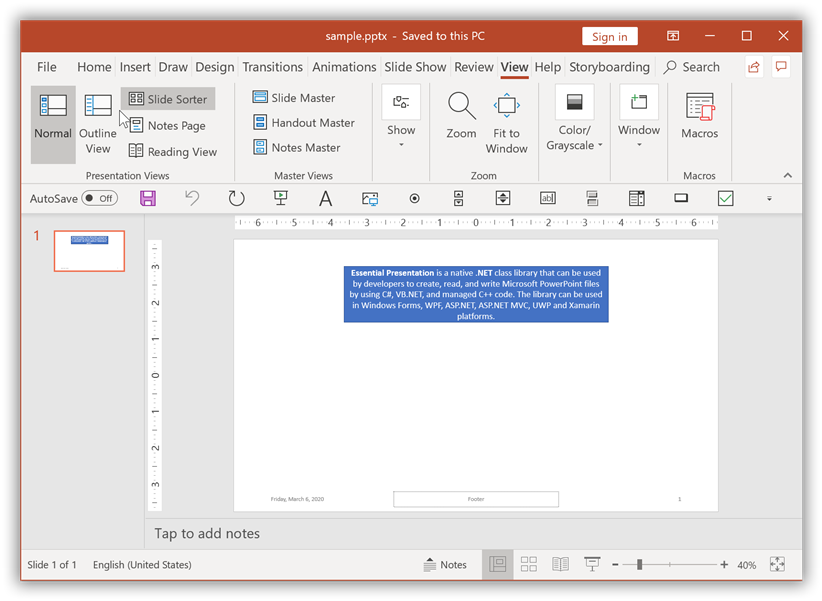 sample.pptx - Saved to this PC
Sign in
File Home Insert Draw Design Transitions Animations Slide Show Review View Help Storyboarding Search
Normal
Outline View
Slide Sorter
Notes Page
Reading View
Presentation Views
Slide Master
Handout Master
Notes Master
Master Views
Show
Zoom
Fit to Window
Zoom
Color/ Grayscale
Window
Macros
Macros
AutoSave Off
6 5 4 3 2 1 0 1 2 3 4 5 6
1
3
2
1
0
1
2
3
Essential Presentation is a native .NET class library that can be used
by developers to create, read, and write Microsoft PowerPoint files
by using C#, VB.NET, and managed C++ code. The library can be used
in Windows Forms, WPF, ASP.NET, ASP.NET MVC, UWP and Xamarin
platforms.
Friday, March 6, 2020 Footer 1
Tap to add notes
Slide 1 of 1 English (United States) Notes 40%